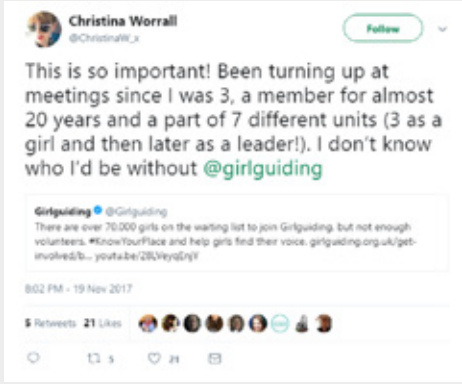 Christina Worrall
@ChristinaW_x
Follow
This is so important! Been turning up at
meetings since I was 3, a member for almost
20 years and a part of 7 different units (3 as a
girl and then later as a leader!). I don't know
who I'd be without @girlguiding
Girlguiding @Girlguiding
There are over 70,000 girls on the waiting list to join Girlguiding, but not enough
volunteers. #KnowYourPlace and help girls find their voice. girlguiding.org.uk/get-
involved/b...
8:02 PM - 19 Nov 2017
5 Retweets 21 Likes
5 21